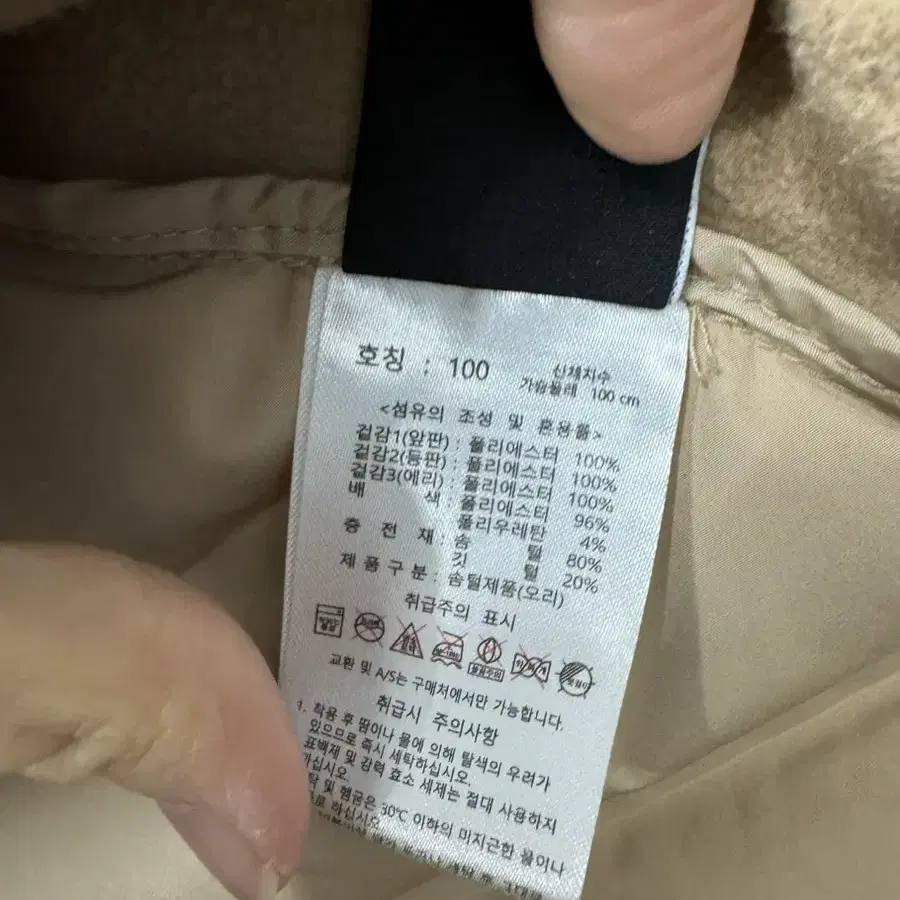 호칭 : 100
신체치수
가슴둘레 100 cm
<섬유의 조성 및 혼용률>
겉감1(앞판) : 폴리에스터 100%
겉감2(등판) : 폴리에스터 100%
겉감3(에리) : 폴리에스터 100%
배 색 : 폴리에스터 96%
폴리우레탄 4%
충 전 재 : 솜 털 80%
깃 털 20%
제 품 구 분 : 솜털제품(오리)
취급주의 표시
교환 및 A/S는 구매처에서만 가능합니다.
취급시 주의사항
1. 착용 후 땀이나 물에 의해 탈색의 우려가
있으므로 즉시 세탁하십시오.
표백제 및 강력 효소 세제는 절대 사용하지
마십시오.
및 헹굼은 30℃ 이하의 미지근한 물이나
하십시오